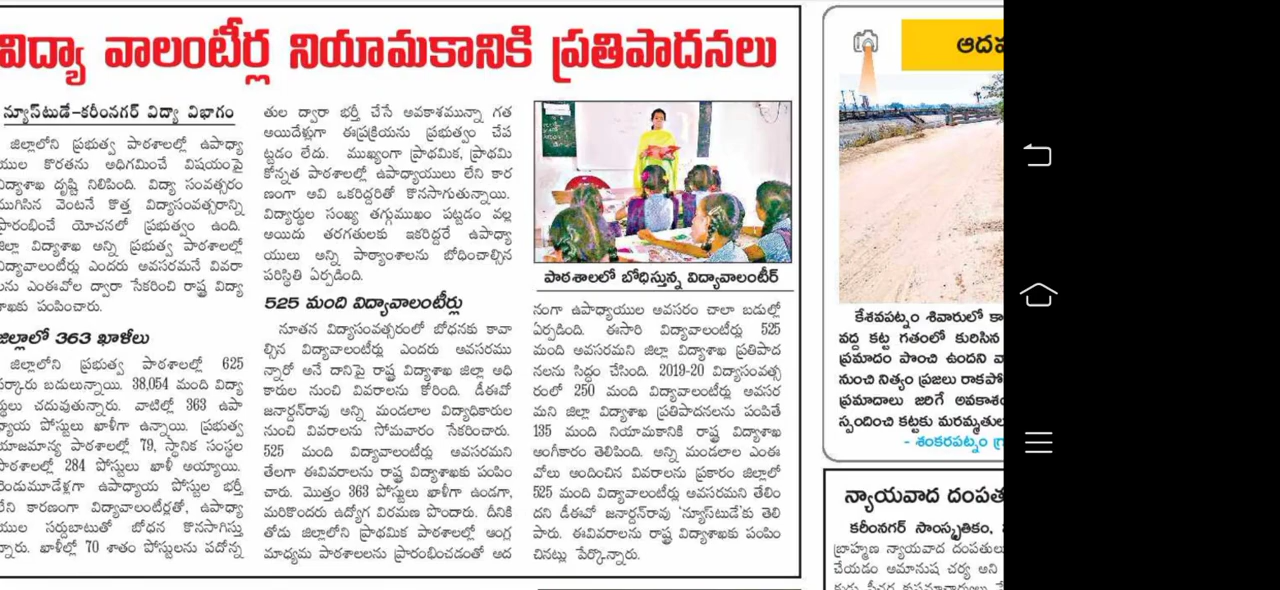 విద్యా వాలంటీర్ల నియామకానికి ప్రతిపాదనలు
న్యూస్‌టుడే-కరీంనగర్ విద్యా విభాగం
జిల్లాలోని ప్రభుత్వ పాఠశాలల్లో ఉపాధ్యా
యుల కొరతను అధిగమించే విషయంపై
విద్యాశాఖ దృష్టి నిలిపింది. విద్యా సంవత్సరం
ముగిసిన వెంటనే కొత్త విద్యాసంవత్సరాన్ని
ప్రారంభించే యోచనలో ప్రభుత్వం ఉంది.
జిల్లా విద్యాశాఖ అన్ని ప్రభుత్వ పాఠశాలల్లో
విద్యావాలంటీర్లు ఎందరు అవసరమనే వివరా
లను ఎంఈవోల ద్వారా సేకరించి రాష్ట్ర విద్యా
శాఖకు పంపించారు.
జిల్లాలో 363 ఖాళీలు
జిల్లాలోని ప్రభుత్వ పాఠశాలల్లో 625
సర్కారు బడులున్నాయి. 38,054 మంది విద్యా
ర్థులు చదువుతున్నారు. వాటిల్లో 363 ఉపా
ధ్యాయ పోస్టులు ఖాళీగా ఉన్నాయి. ప్రభుత్వ
యాజమాన్య పాఠశాలల్లో 79, స్థానిక సంస్థల
పాఠశాలల్లో 284 పోస్టులు ఖాళీ అయ్యాయి.
రెండుమూడేళ్లగా ఉపాధ్యాయ పోస్టుల భర్తీ
లేని కారణంగా విద్యావాలంటీర్లతో, ఉపాధ్యా
యుల సర్దుబాటుతో బోధన కొనసాగిస్తు
న్నారు. ఖాళీల్లో 70 శాతం పోస్టులను పదోన్న
తుల ద్వారా భర్తీ చేసే అవకాశమున్నా గత
అయిదేళ్లుగా ఈప్రక్రియను ప్రభుత్వం చేప
ట్టడం లేదు. ముఖ్యంగా ప్రాథమిక, ప్రాథమి
కోన్నత పాఠశాలల్లో ఉపాధ్యాయులు లేని కార
ణంగా అవి ఒకరిద్దరితో కొనసాగుతున్నాయి.
విద్యార్థుల సంఖ్య తగ్గుముఖం పట్టడం వల్ల
అయిదు తరగతులకు ఇకరిద్దరే ఉపాధ్యా
యులు అన్ని పాఠ్యాంశాలను బోధించాల్సిన
పరిస్థితి ఏర్పడింది.
525 మంది విద్యావాలంటీర్లు
నూతన విద్యాసంవత్సరంలో బోధనకు కావా
ల్సిన విద్యావాలంటీర్లు ఎందరు అవసరము
న్నారో అనే దానిపై రాష్ట్ర విద్యాశాఖ జిల్లా అధి
కారుల నుంచి వివరాలను కోరింది. డీఈవో
జనార్దన్‌రావు అన్ని మండలాల విద్యాధికారుల
నుంచి వివరాలను సోమవారం సేకరించారు.
525 మంది విద్యావాలంటీర్లు అవసరమని
తేలగా ఈవివరాలను రాష్ట్ర విద్యాశాఖకు పంపిం
చారు. మొత్తం 363 పోస్టులు ఖాళీగా ఉండగా,
మరికొందరు ఉద్యోగ విరమణ పొందారు. దీనికి
తోడు జిల్లాలోని ప్రాథమిక పాఠశాలల్లో ఆంగ్ల
మాధ్యమ పాఠశాలలను ప్రారంభించడంతో అద
పాఠశాలలో బోధిస్తున్న విద్యావాలంటీర్
నంగా ఉపాధ్యాయుల అవసరం చాలా బడుల్లో
ఏర్పడింది. ఈసారి విద్యావాలంటీర్లు 525
మంది అవసరమని జిల్లా విద్యాశాఖ ప్రతిపాద
నలను సిద్ధం చేసింది. 2019-20 విద్యాసంవత్స
రంలో 250 మంది విద్యావాలంటీర్లు అవసర
మని జిల్లా విద్యాశాఖ ప్రతిపాదనలను పంపితే
135 మంది నియామకానికి రాష్ట్ర విద్యాశాఖ
అంగీకారం తెలిపింది. అన్ని మండలాల ఎంఈ
వోలు అందించిన వివరాలను ప్రకారం జిల్లాలో
525 మంది విద్యావాలంటీర్లు అవసరమని తేలిం
దని డీఈవో జనార్దన్‌రావు 'న్యూస్‌టుడే'కు తెలి
పారు. ఈవివరాలను రాష్ట్ర విద్యాశాఖకు పంపిం
చినట్లు పేర్కొన్నారు.
కేశవపట్నం శివారులో
వద్ద కట్ట గతంలో కురిసిన
ప్రమాదం పొంచి ఉందని
నుంచి నిత్యం ప్రజలు
ప్రమాదాలు జరిగే
స్పందించి కట్టకు
- శంకరపట్నం
న్యాయవాద
కరీంనగర్ సాంస్కృతికం,
బ్రాహ్మణ న్యాయవాద దంపతులు
చేయడం అమానుష చర్య అని